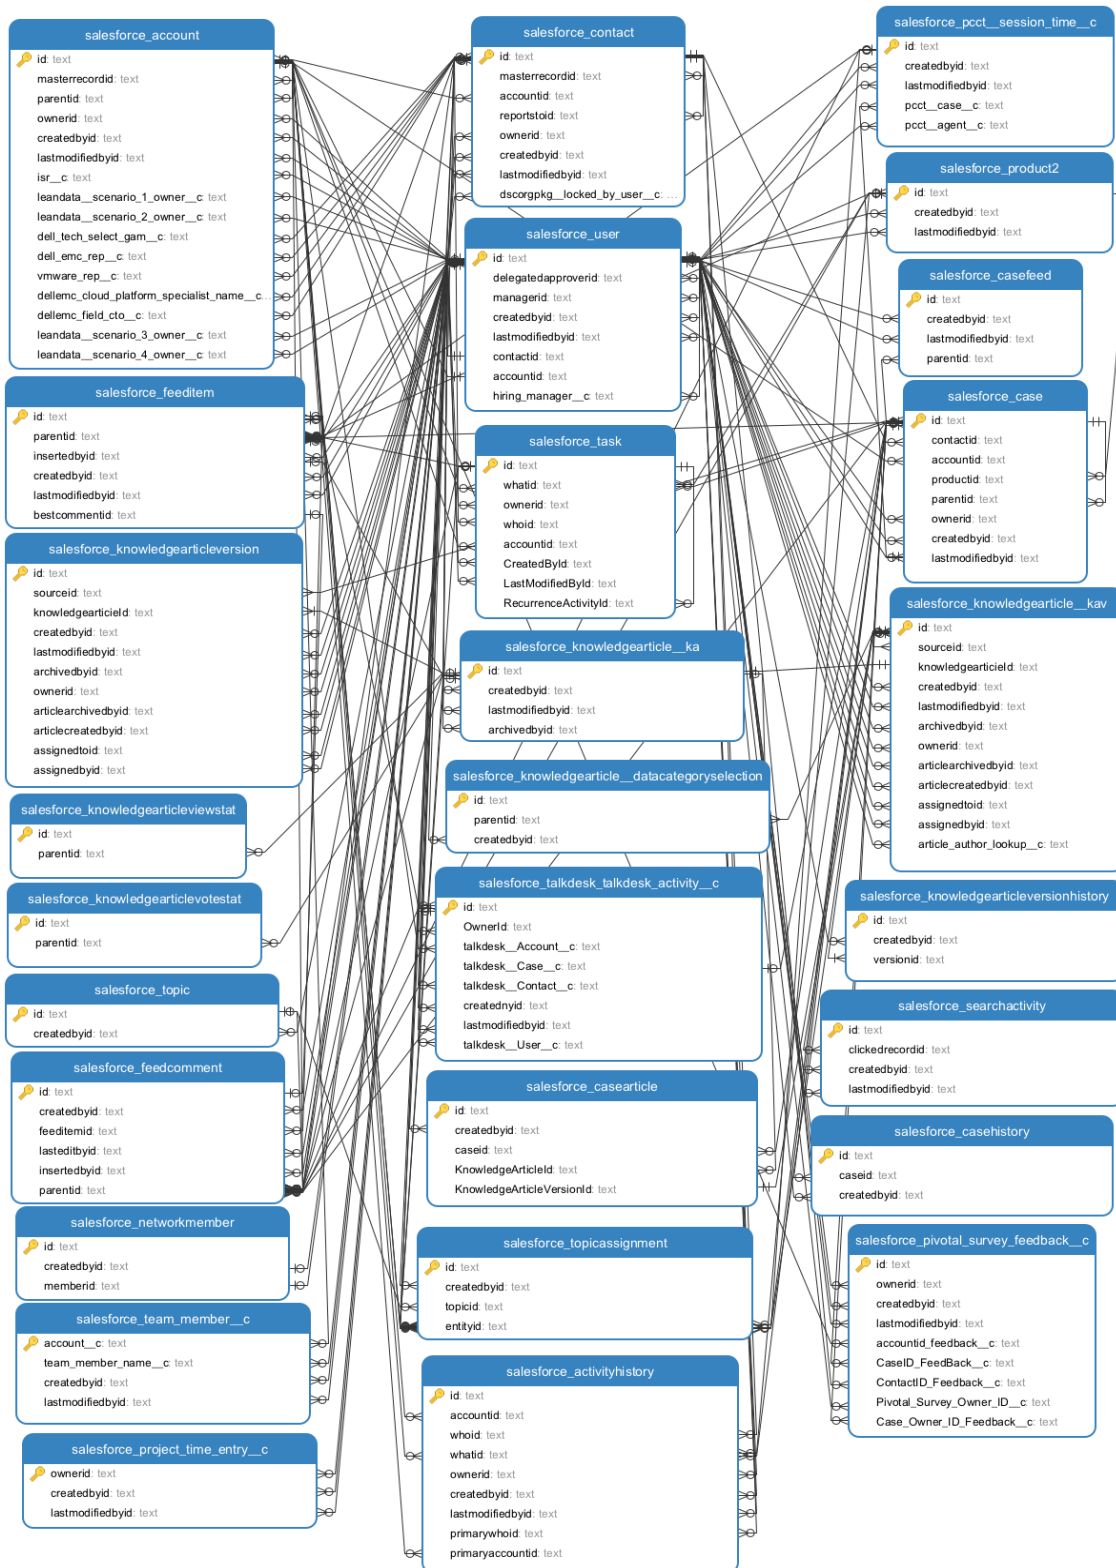 salesforce_account
id: text
masterrecordid: text
parentid: text
ownerid: text
createdbyid: text
lastmodifiedbyid: text
isr__c: text
leandata__scenario_1_owner__c: text
leandata__scenario_2_owner__c: text
dell_tech_select_gam__c: text
dell_emc_rep__c: text
vmware_rep__c: text
dellemc_cloud_platform_specialist_name__c...
dellemc_field_cto__c: text
leandata__scenario_3_owner__c: text
leandata__scenario_4_owner__c: text
salesforce_feeditem
id: text
parentid: text
insertedbyid: text
createdbyid: text
lastmodifiedbyid: text
bestcommentid: text
salesforce_knowledgearticleversion
id: text
sourceid: text
knowledgearticleId: text
createdbyid: text
lastmodifiedbyid: text
archivedbyid: text
ownerid: text
articlearchivedbyid: text
articlecreatedbyid: text
assignedtoid: text
assignedbyid: text
salesforce_knowledgearticleviewstat
id: text
parentid: text
salesforce_knowledgearticlevotestat
id: text
parentid: text
salesforce_topic
id: text
createdbyid: text
salesforce_feedcomment
id: text
createdbyid: text
feeditemid: text
lasteditbyid: text
insertedbyid: text
parentid: text
salesforce_networkmember
id: text
createdbyid: text
memberid: text
salesforce_team_member__c
account__c: text
team_member_name__c: text
createdbyid: text
lastmodifiedbyid: text
salesforce_project_time_entry__c
ownerid: text
createdbyid: text
lastmodifiedbyid: text
salesforce_contact
id: text
masterrecordid: text
accountid: text
reportstoid: text
ownerid: text
createdbyid: text
lastmodifiedbyid: text
dscorgpkg__locked_by_user__c: ...
salesforce_user
id: text
delegatedapproverid: text
managerid: text
createdbyid: text
lastmodifiedbyid: text
contactid: text
accountid: text
hiring_manager__c: text
salesforce_task
id: text
whatid: text
ownerid: text
whoid: text
accountid: text
CreatedById: text
LastModifiedById: text
RecurrenceActivityId: text
salesforce_knowledgearticle__ka
id: text
createdbyid: text
lastmodifiedbyid: text
archivedbyid: text
salesforce_knowledgearticle__datacategoryselection
id: text
parentid: text
createdbyid: text
salesforce_talkdesk_talkdesk_activity__c
id: text
OwnerId: text
talkdesk__Account__c: text
talkdesk__Case__c: text
talkdesk__Contact__c: text
creatednyid: text
lastmodifiedbyid: text
talkdesk__User__c: text
salesforce_casearticle
id: text
createdbyid: text
caseid: text
KnowledgeArticleId: text
KnowledgeArticleVersionId: text
salesforce_topicassignment
id: text
createdbyid: text
topicid: text
entityid: text
salesforce_activityhistory
id: text
accountid: text
whoid: text
whatid: text
ownerid: text
createdbyid: text
lastmodifiedbyid: text
primarywhoid: text
primaryaccountid: text
salesforce_pcct__session_time__c
id: text
createdbyid: text
lastmodifiedbyid: text
pcct__case__c: text
pcct__agent__c: text
salesforce_product2
id: text
createdbyid: text
lastmodifiedbyid: text
salesforce_casefeed
id: text
createdbyid: text
lastmodifiedbyid: text
parentid: text
salesforce_case
id: text
contactid: text
accountid: text
productid: text
parentid: text
ownerid: text
createdbyid: text
lastmodifiedbyid: text
salesforce_knowledgearticle__kav
id: text
sourceid: text
knowledgearticleId: text
createdbyid: text
lastmodifiedbyid: text
archivedbyid: text
ownerid: text
articlearchivedbyid: text
articlecreatedbyid: text
assignedtoid: text
assignedbyid: text
article_author_lookup__c: text
salesforce_knowledgearticleversionhistory
id: text
createdbyid: text
versionid: text
salesforce_searchactivity
id: text
clickedrecordid: text
createdbyid: text
lastmodifiedbyid: text
salesforce_casehistory
id: text
caseid: text
createdbyid: text
salesforce_pivotal_survey_feedback__c
id: text
ownerid: text
createdbyid: text
lastmodifiedbyid: text
accountid_feedback__c: text
CaseID_FeedBack__c: text
ContactID_Feedback__c: text
Pivotal_Survey_Owner_ID__c: text
Case_Owner_ID_Feedback__c: text